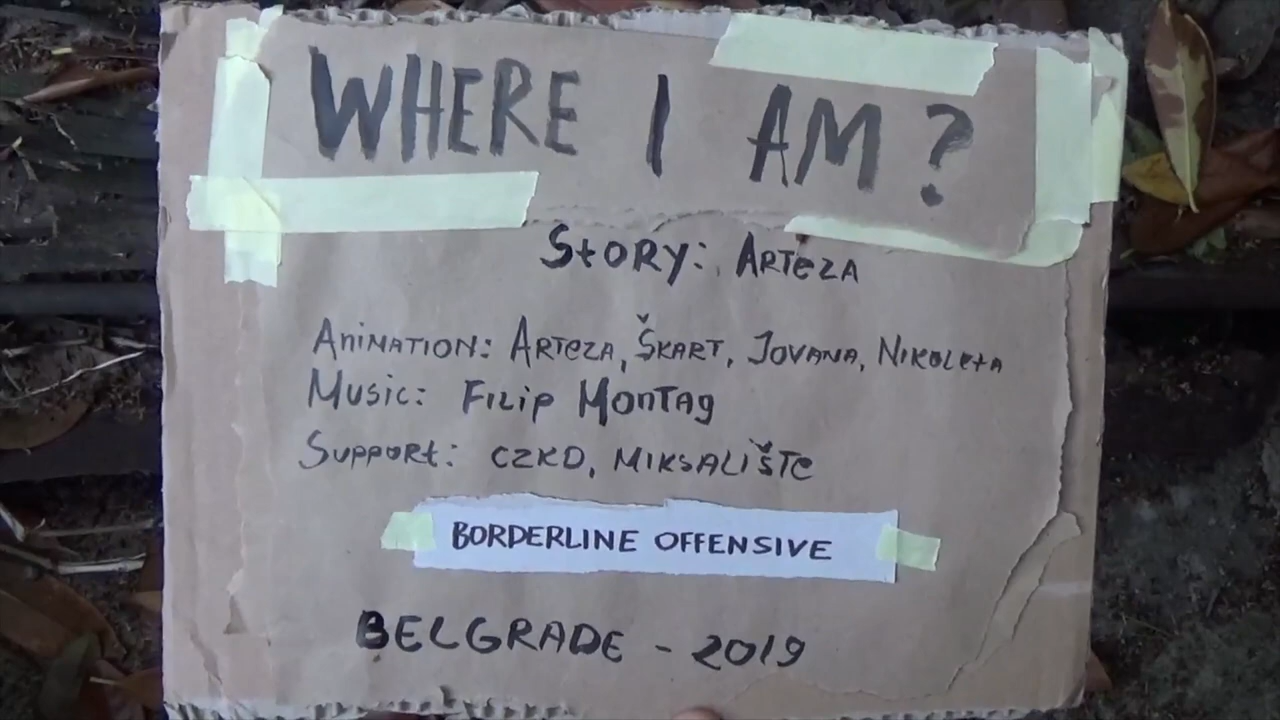 WHERE I AM?
Story: Arteza
Animation: Arteza, Škart, Jovana, Nikoleta
Music: Filip Montag
Support: CZKD, MIKSALIŠTE
BORDERLINE OFFENSIVE
BELGRADE - 2019